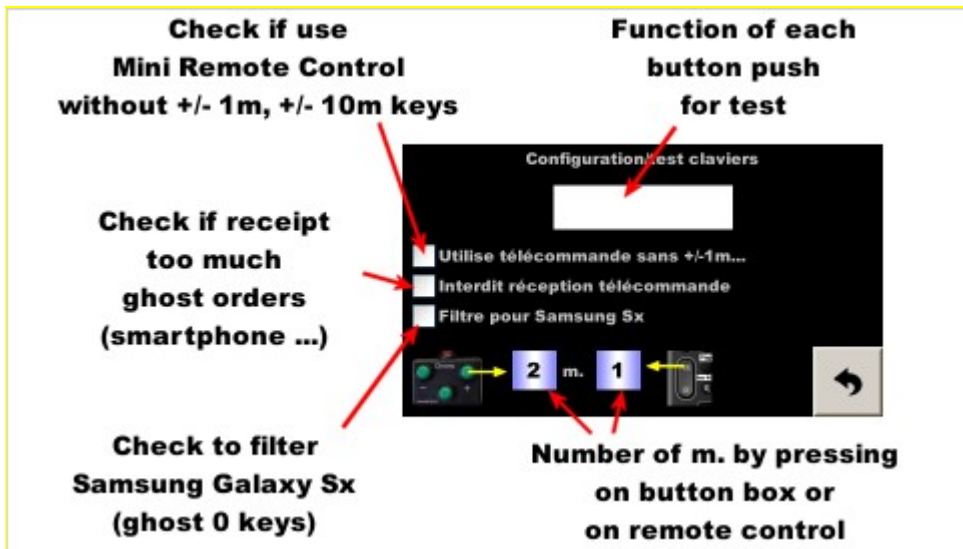 Check if use
Mini Remote Control
without +/- 1m, +/- 10m keys
Function of each
button push
for test
Configuration/test claviers
Check if receipt
too much
ghost orders
(smartphone ...)
Utilise télécommande sans +/-1m...
Interdit réception télécommande
Filtre pour Samsung Sx
2 m. 1
Check to filter
Samsung Galaxy Sx
(ghost 0 keys)
Number of m. by pressing
on button box or
on remote control